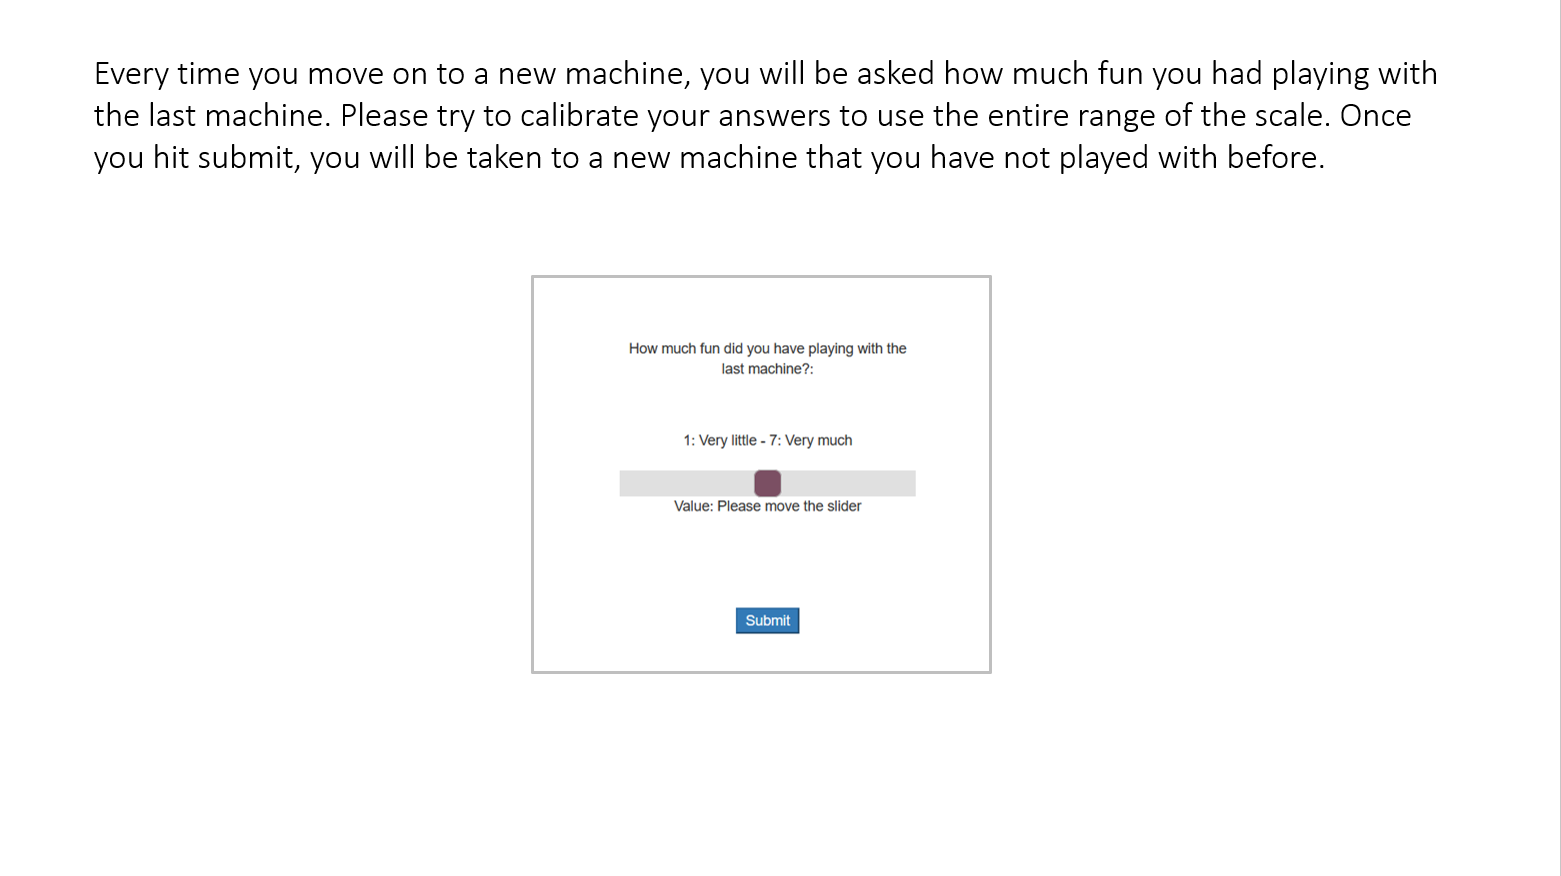 Every time you move on to a new machine, you will be asked how much fun you had playing with
the last machine. Please try to calibrate your answers to use the entire range of the scale. Once
you hit submit, you will be taken to a new machine that you have not played with before.
How much fun did you have playing with the
last machine?:
1: Very little - 7: Very much
Value: Please move the slider
Submit